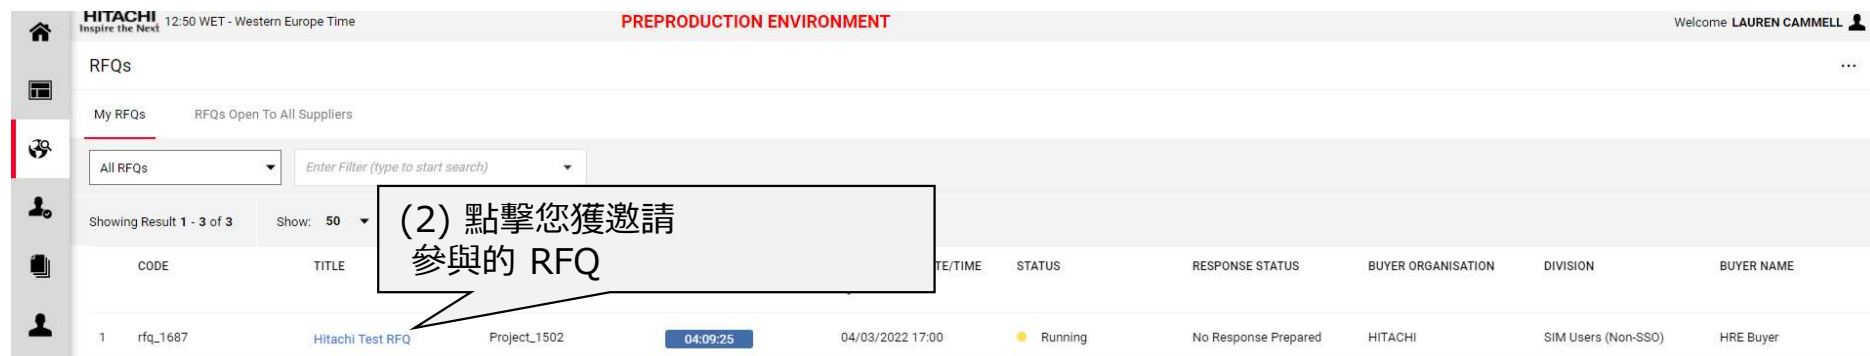 HITACHI
Inspire the Next
12:50 WET - Western Europe Time
PREPRODUCTION ENVIRONMENT
Welcome LAUREN CAMMELL
RFQs
...
My RFQs RFQs Open To All Suppliers
All RFQs Enter Filter (type to start search)
Showing Result 1 - 3 of 3 Show: 50
(2) 點擊您獲邀請
參與的 RFQ
CODE TITLE TE/TIME STATUS RESPONSE STATUS BUYER ORGANISATION DIVISION BUYER NAME
1 rfq_1687 Hitachi Test RFQ Project_1502 04:09:25 04/03/2022 17:00 Running No Response Prepared HITACHI SIM Users (Non-SSO) HRE Buyer